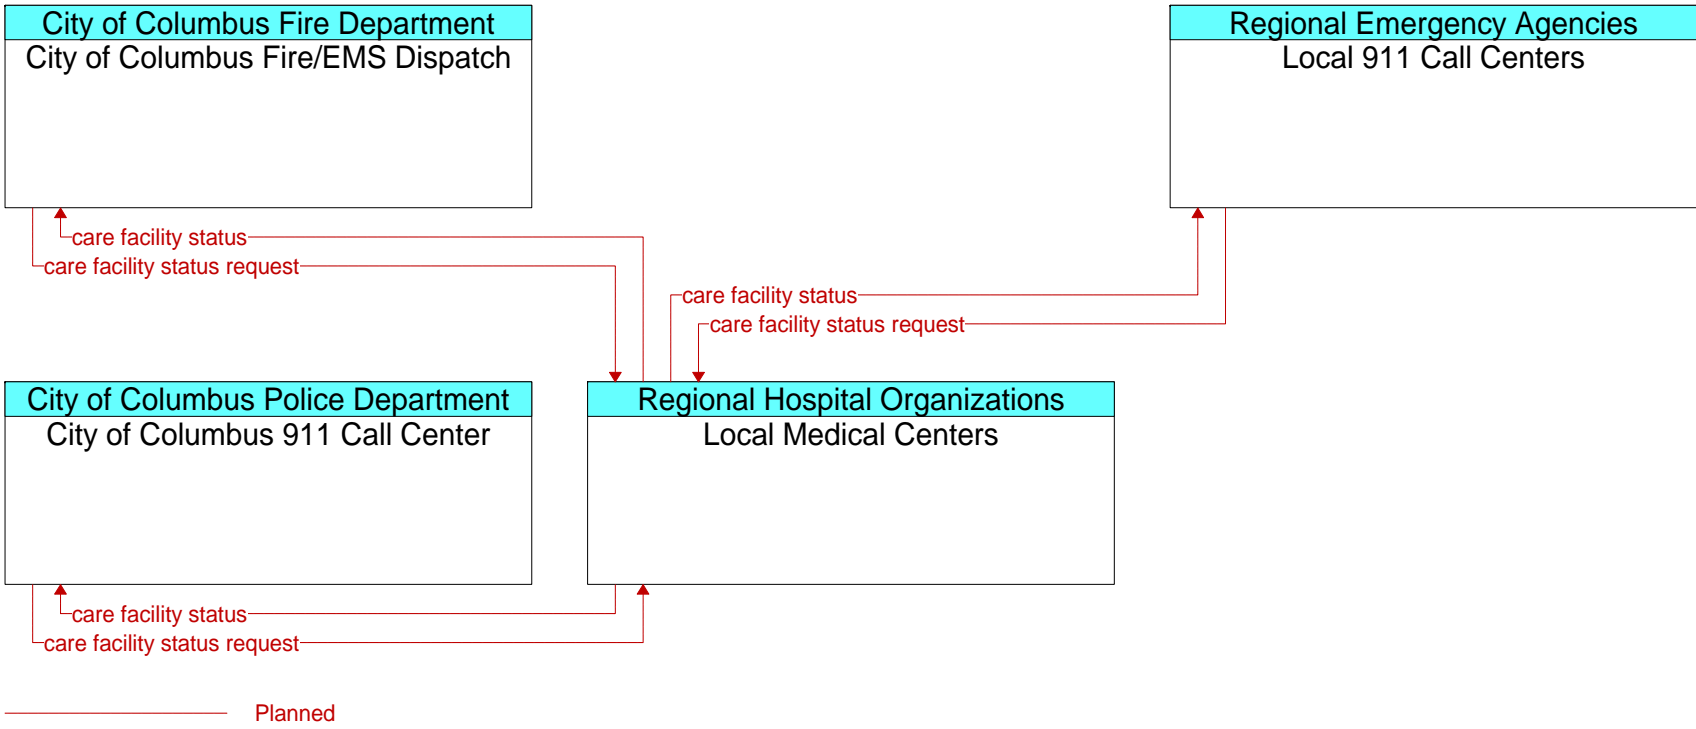 City of Columbus Fire Department
City of Columbus Fire/EMS Dispatch
Regional Emergency Agencies
Local 911 Call Centers
care facility status
care facility status request
care facility status
care facility status request
City of Columbus Police Department
City of Columbus 911 Call Center
Regional Hospital Organizations
Local Medical Centers
care facility status
care facility status request
Planned